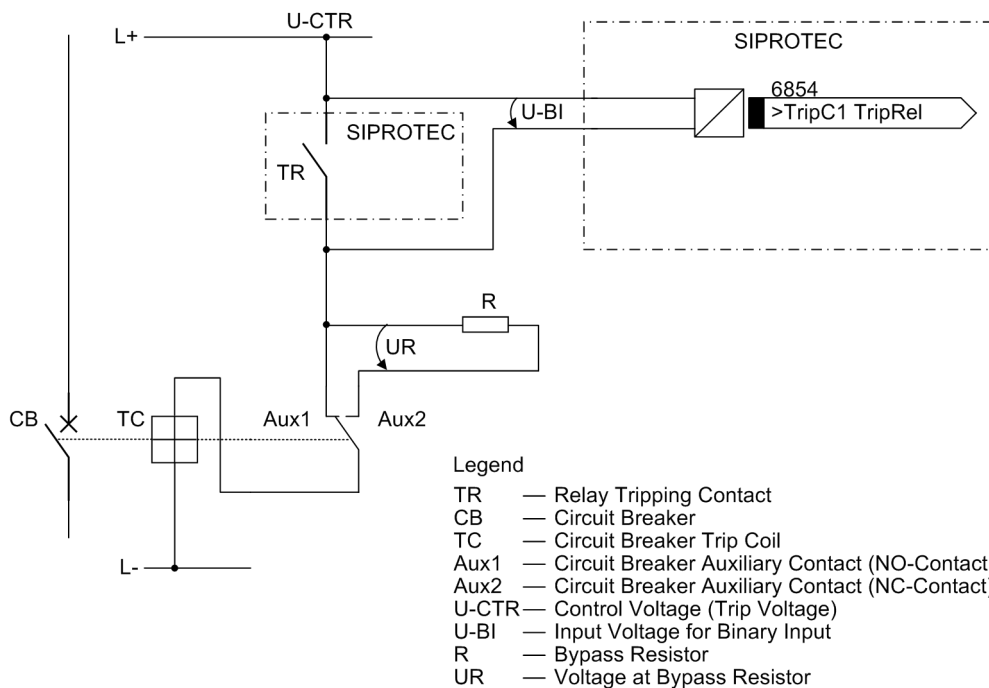 U-CTR
L+
SIPROTEC
6854
>TripC1 TripRel
U-BI
SIPROTEC
TR
R
UR
CB
TC
Aux1
Aux2
L-
Legend
TR — Relay Tripping Contact
CB — Circuit Breaker
TC — Circuit Breaker Trip Coil
Aux1 — Circuit Breaker Auxiliary Contact (NO-Contact
Aux2 — Circuit Breaker Auxiliary Contact (NC-Contact)
U-CTR — Control Voltage (Trip Voltage)
U-BI — Input Voltage for Binary Input
R — Bypass Resistor
UR — Voltage at Bypass Resistor